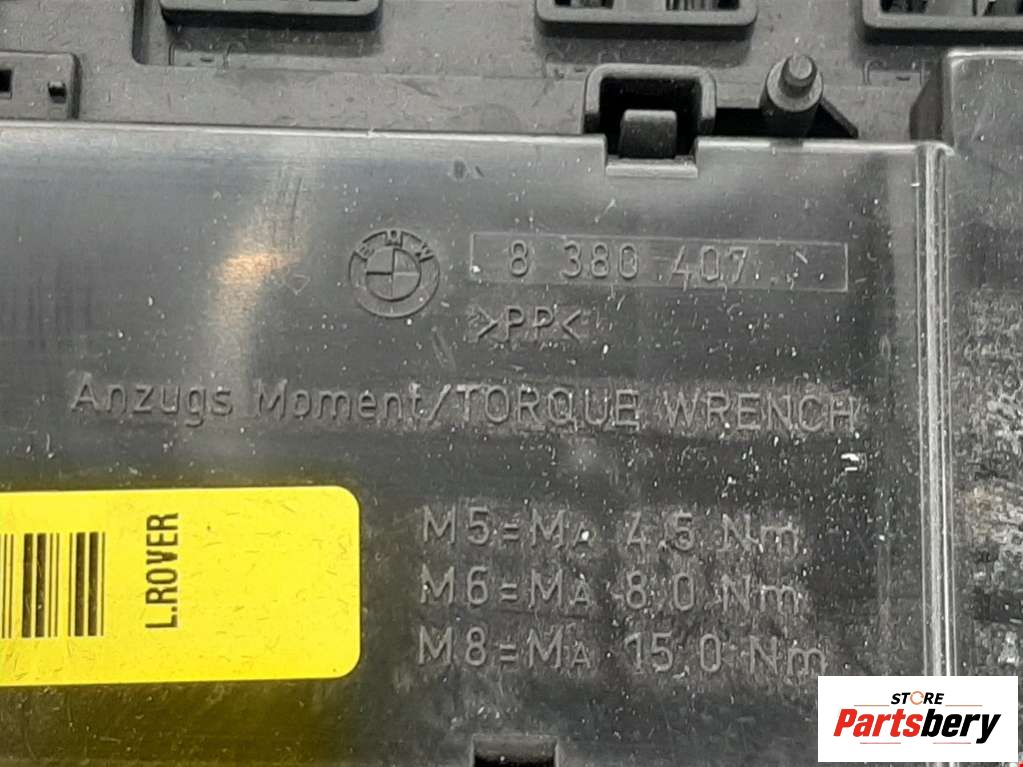 BMW
8 380 407
>PP<
Anzugs Moment/TORQUE WRENCH
M5=MA 4.5 Nm
M6=MA 8.0 Nm
M8=MA 15.0 Nm
L.ROVER
STORE
Partsbery